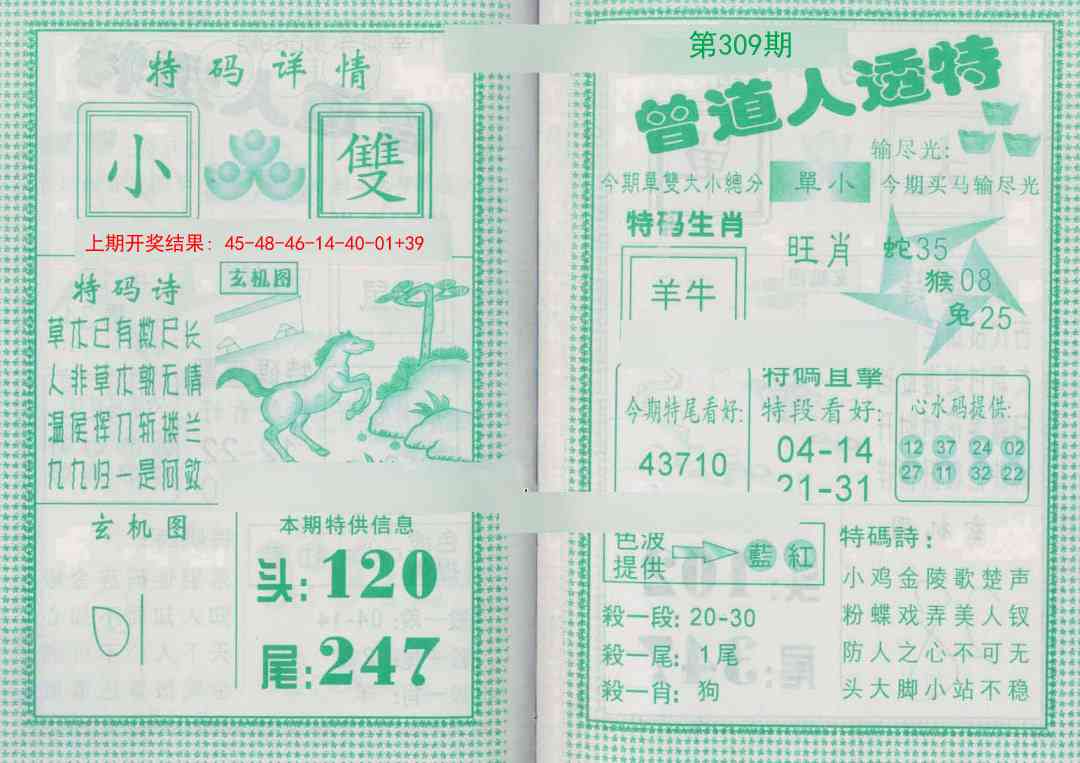 特码详情
小
雙
上期开奖结果：45-48-46-14-40-01+39
特码诗
草木已有数尺长
人非草木朝无情
温侯挥刀斩楼兰
九九归一是何数
玄机图
玄机图
本期特供信息
头:120
尾:247
第309期
曾道人透特
输尽光:
今期單雙大小總分
單小
今期买马输尽光
特码生肖
羊牛
旺肖
蛇35
猴08
兔25
今期特尾看好:
43710
特碼直擊
特段看好:
04-14
21-31
心水码提供:
12 37 24 02
27 11 32 22
色波
提供
藍 紅
殺一段: 20-30
殺一尾: 1尾
殺一肖: 狗
特碼詩：
小鸡金陵歌楚声
粉蝶戏弄美人钗
防人之心不可无
头大脚小站不稳